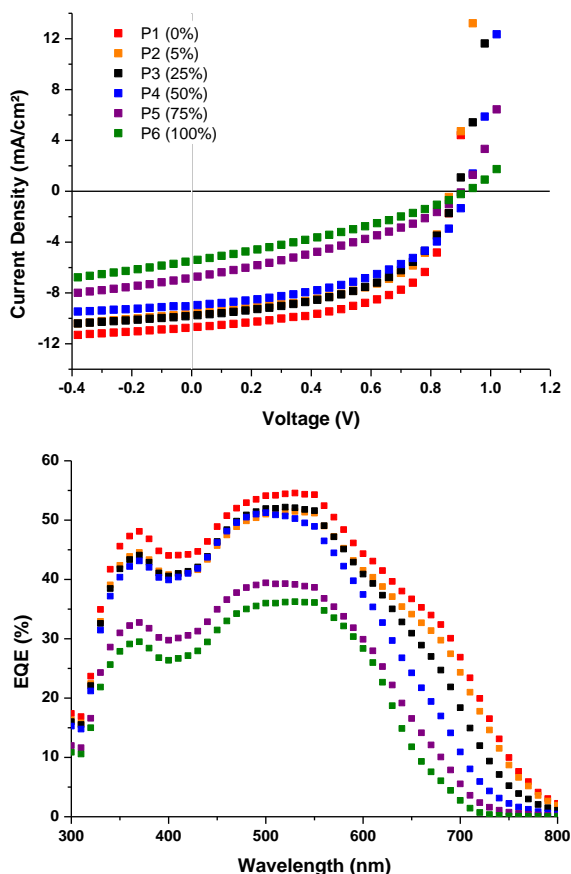 12
8
4
0
-4
-8
-12
Current Density (mA/cm²)
P1 (0%)
P2 (5%)
P3 (25%)
P4 (50%)
P5 (75%)
P6 (100%)
-0.4 -0.2 0.0 0.2 0.4 0.6 0.8 1.0 1.2
Voltage (V)
60
50
40
30
20
10
0
EQE (%)
300 400 500 600 700 800
Wavelength (nm)